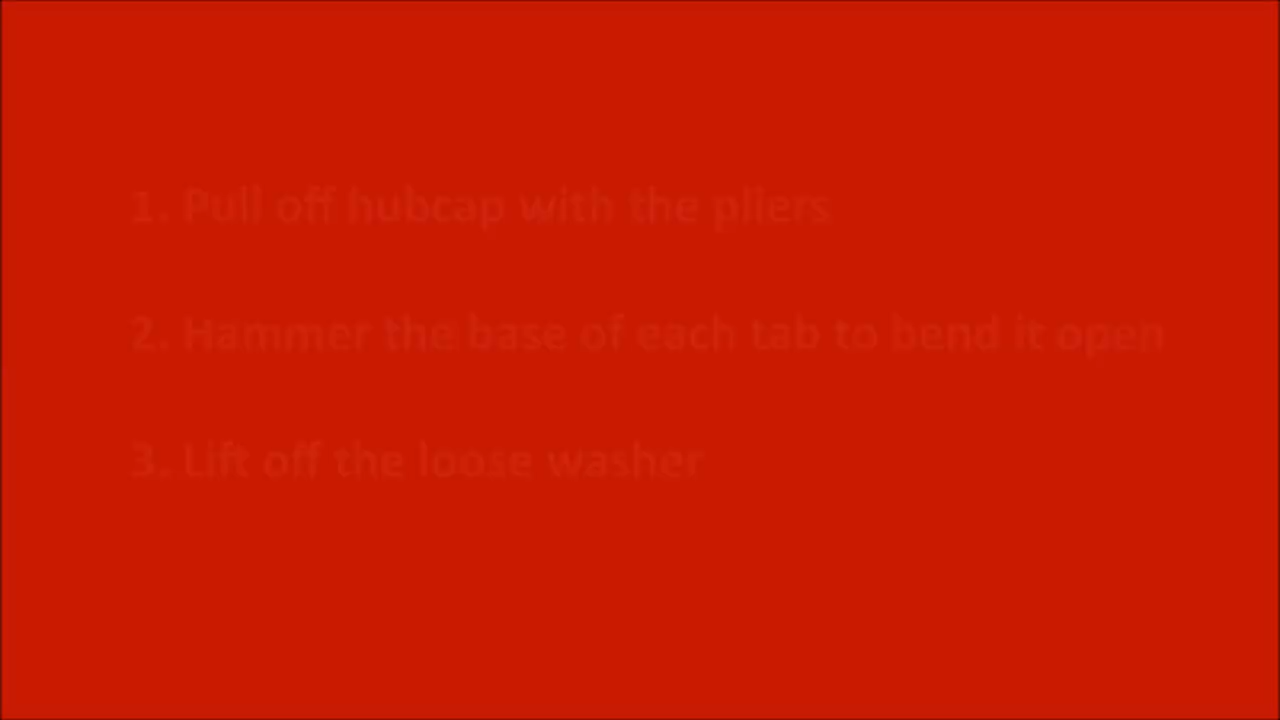 1. Pull off hubcap with the pliers
2. Hammer the base of each tab to bend it open
3. Lift off the loose washer